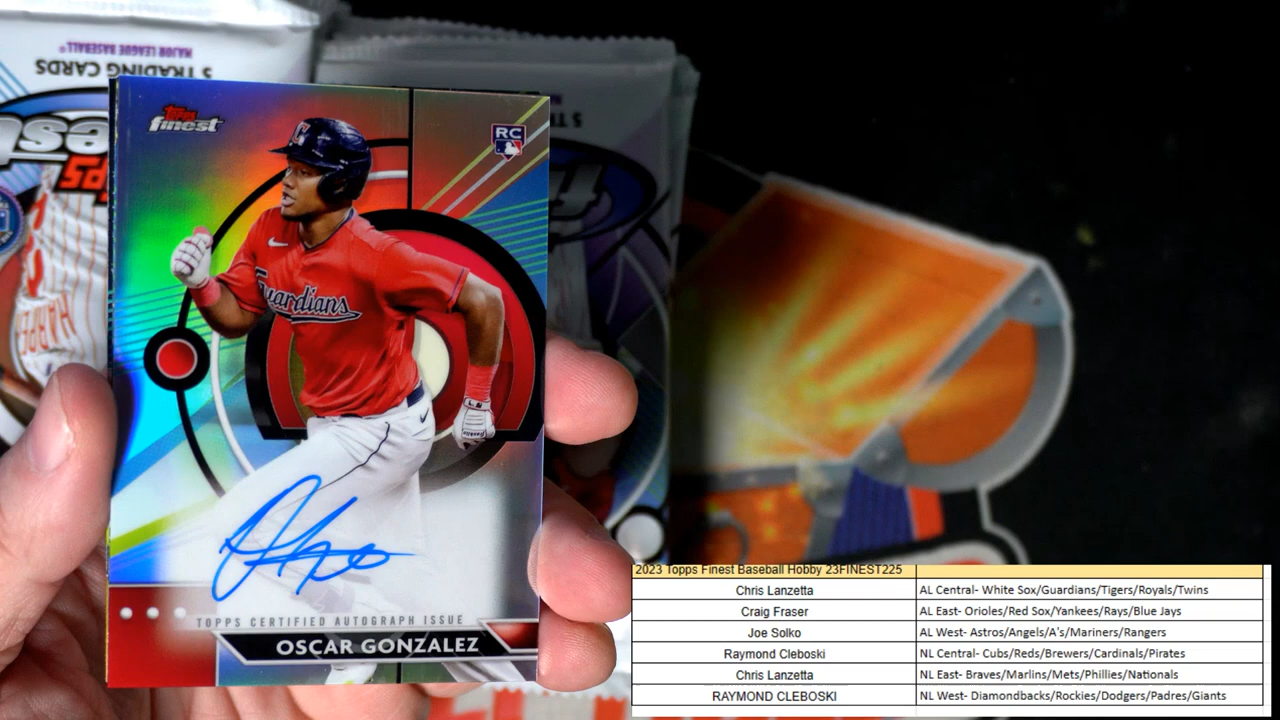 MAJOR LEAGUE BASEBALL®
5 TRADING CARDS
Topps
finest
RC
Guardians
HARPER
TOPPS CERTIFIED AUTOGRAPH ISSUE
OSCAR GONZALEZ
2023 Topps Finest Baseball Hobby 23FINEST225
Chris Lanzetta AL Central- White Sox/Guardians/Tigers/Royals/Twins
Craig Fraser AL East- Orioles/Red Sox/Yankees/Rays/Blue Jays
Joe Solko AL West- Astros/Angels/A's/Mariners/Rangers
Raymond Cleboski NL Central- Cubs/Reds/Brewers/Cardinals/Pirates
Chris Lanzetta NL East- Braves/Marlins/Mets/Phillies/Nationals
RAYMOND CLEBOSKI NL West- Diamondbacks/Rockies/Dodgers/Padres/Giants